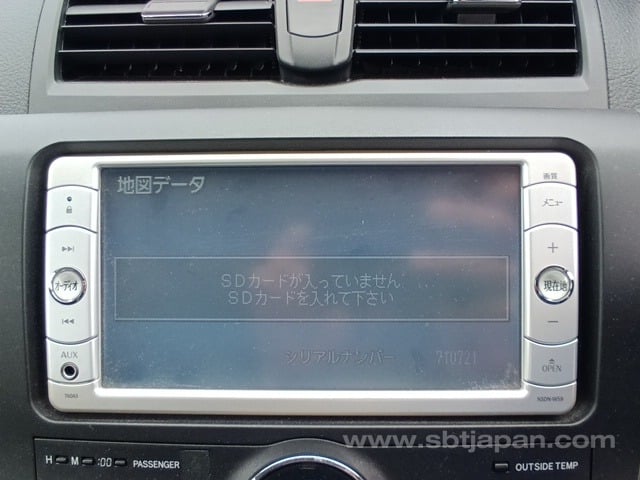 地図データ
画質
メニュー
SDカードが入っていません
SDカードを入れて下さい
オーディオ
現在地
シリアルナンバー 710721
AUX
OPEN
NSDN-W59
www.sbtjapan.com
H M :00 PASSENGER
OUTSIDE TEMP